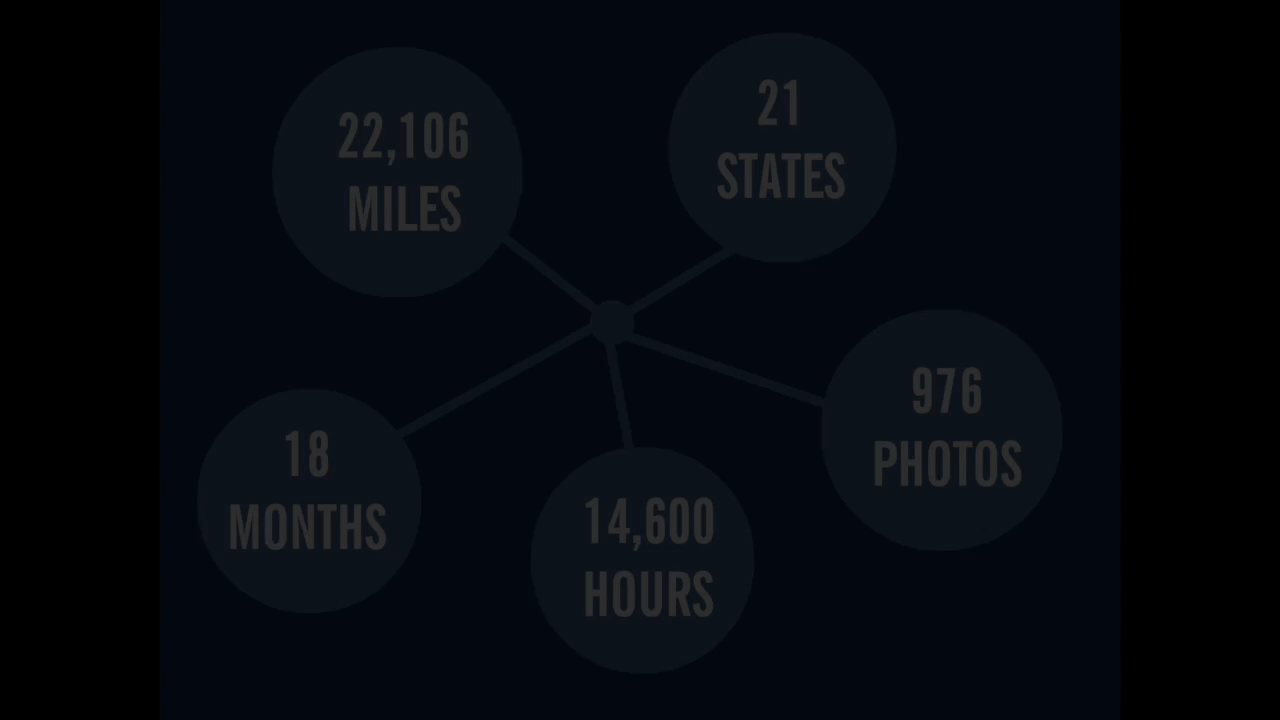 22,106
MILES
21
STATES
976
PHOTOS
18
MONTHS
14,600
HOURS